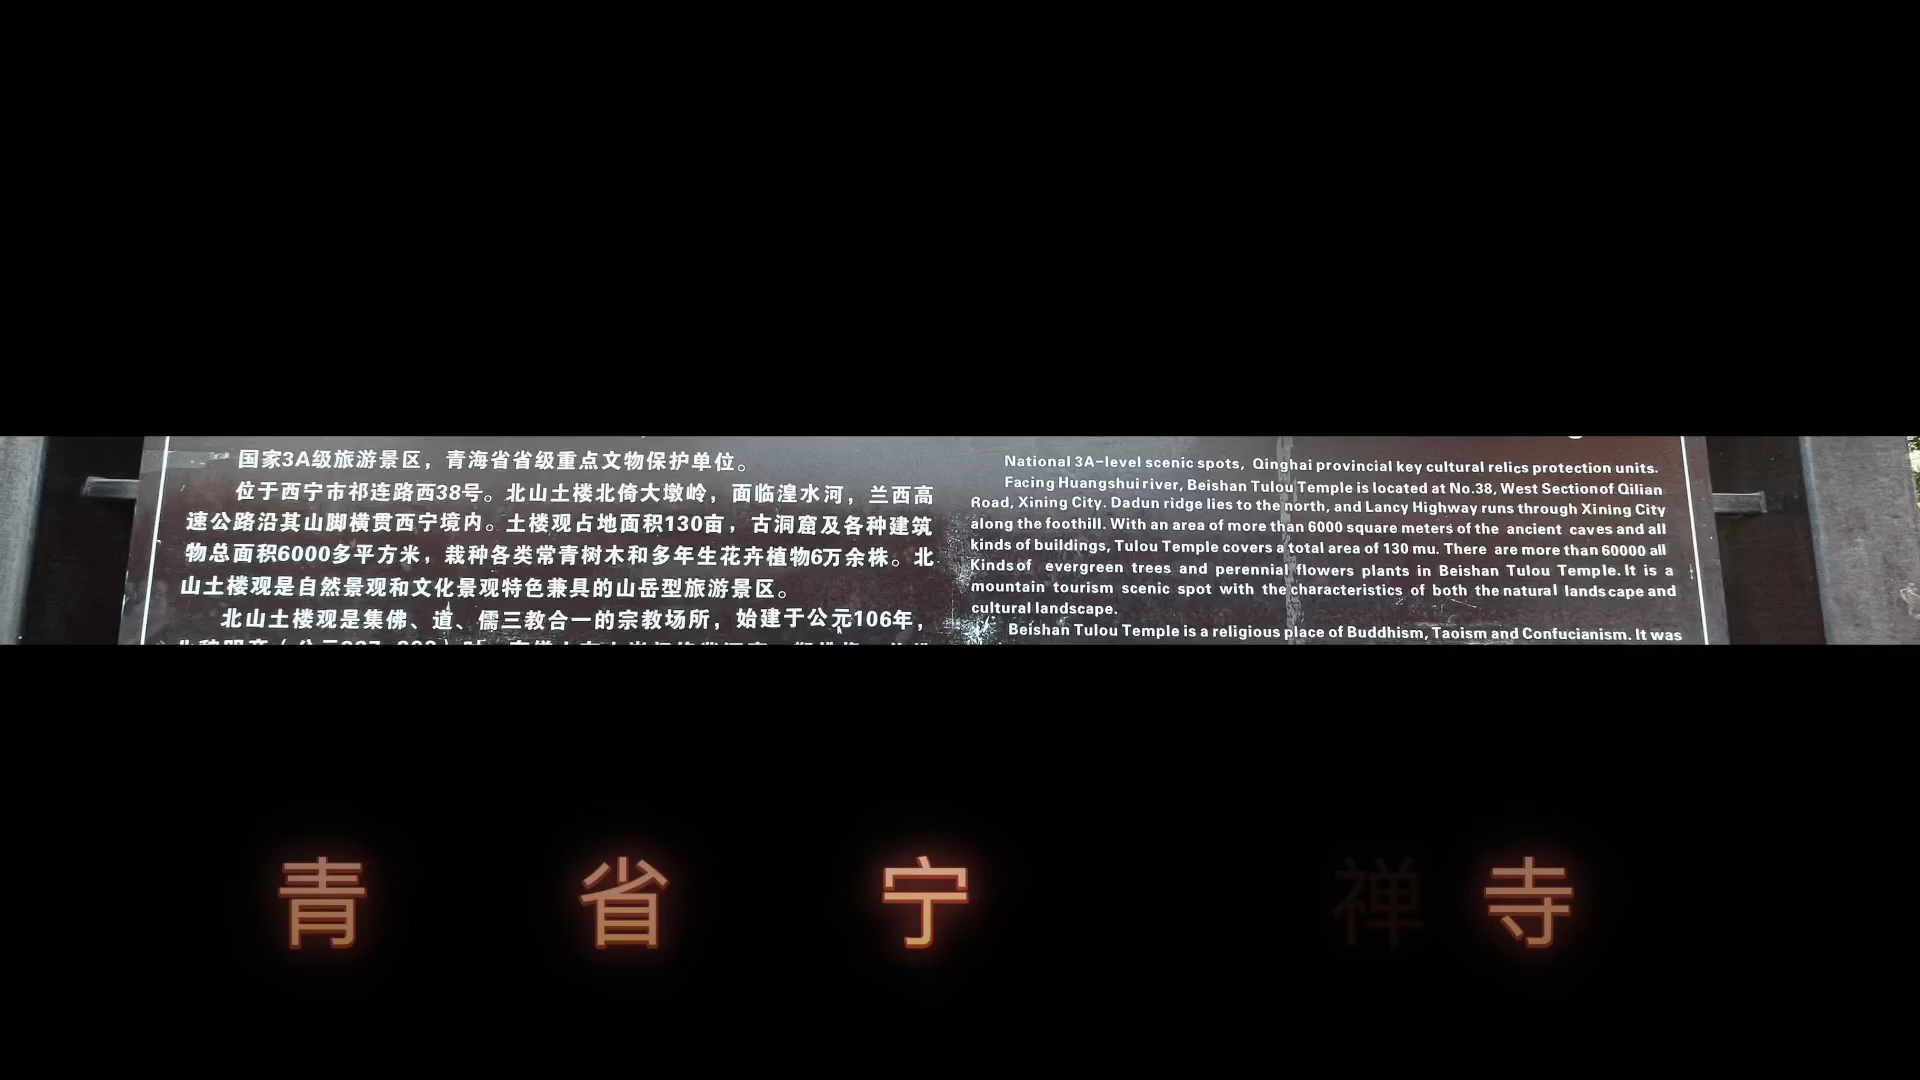 国家3A级旅游景区，青海省省级重点文物保护单位。
位于西宁市祁连路西38号。北山土楼北倚大墩岭，面临湟水河，兰西高
速公路沿其山脚横贯西宁境内。土楼观占地面积130亩，古洞窟及各种建筑
物总面积6000多平方米，栽种各类常青树木和多年生花卉植物6万余株。北
山土楼观是自然景观和文化景观特色兼具的山岳型旅游景区。
北山土楼观是集佛、道、儒三教合一的宗教场所，始建于公元106年，
National 3A-level scenic spots, Qinghai provincial key cultural relics protection units.
Facing Huangshui river, Beishan Tulou Temple is located at No.38, West Section of Qilian
Road, Xining City. Dadun ridge lies to the north, and Lancy Highway runs through Xining City
along the foothill. With an area of more than 6000 square meters of the ancient caves and all
kinds of buildings, Tulou Temple covers a total area of 130 mu. There are more than 60000 all
Kinds of evergreen trees and perennial flowers plants in Beishan Tulou Temple. It is a
mountain tourism scenic spot with the characteristics of both the natural landscape and
cultural landscape.
Beishan Tulou Temple is a religious place of Buddhism, Taoism and Confucianism. It was
青 省 宁 禅寺